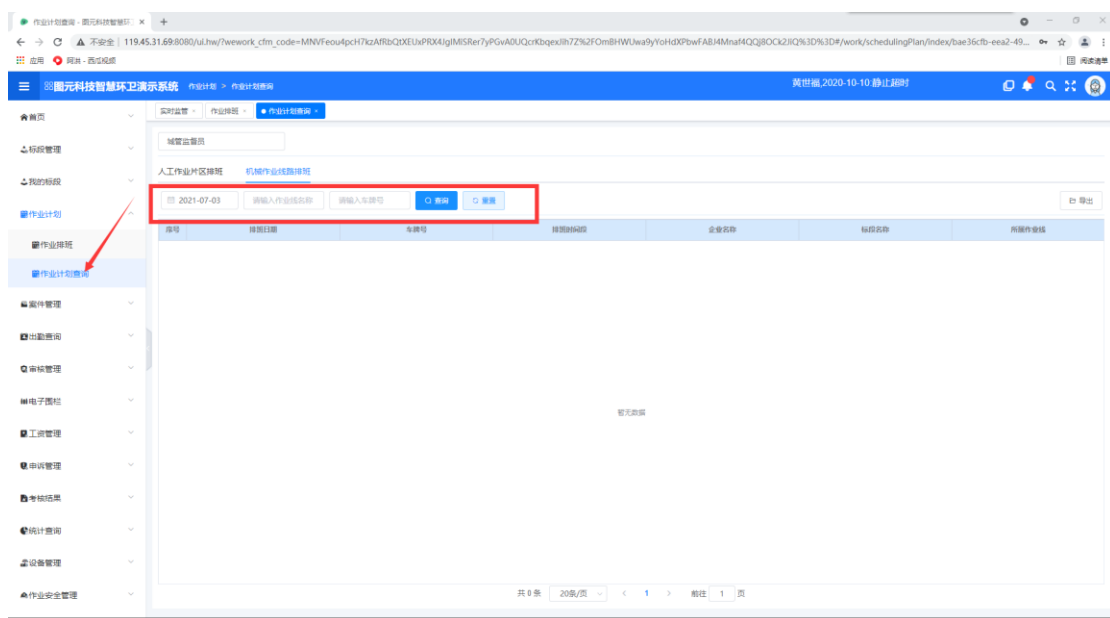 作业计划查询 - 图元科技智慧环卫
不安全 | 119.45.31.69:8080/ul.hw/?wework_cfm_code=MNVFeou4pcH7kzAfRbQtXEUxPRX4JgIMISRer7yPGvA0UQcrKbqexJIh7Z%2FOm8HWUwa9yYoHdXPbwFABJ4Mnaf4QQJ8OCk2JIQ%3D%3D#/work/schedulingPlan/index/bae36cfb-eea2-49...
应用 阿洪 - 西瓜视频 阅读清单
图元科技智慧环卫演示系统 作业计划 > 作业计划查询 黄世福,2020-10-10,静止超时
首页 实时监管 作业排班 作业计划查询
标段管理 城管监督员
我的标段 人工作业片区排班 机械作业线路排班
作业计划 2021-07-03 请输入作业线名称 请输入车牌号 查询 重置 导出
序号 排班日期 车牌号 排班时间段 企业名称 标段名称 所属作业线
作业排班
作业计划查询
案件管理
出勤查询
审核管理
电子围栏
暂无数据
工资管理
申诉管理
考核结果
统计查询
设备管理
作业安全管理
共 0 条 20条/页 < 1 > 前往 1 页